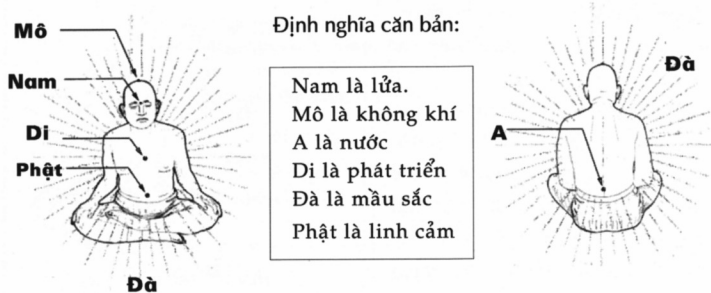 Mô
Nam
Di
Phật
Đà
Định nghĩa căn bản:
Nam là lửa.
Mô là không khí
A là nước
Di là phát triển
Đà là mầu sắc
Phật là linh cảm
Đà
A